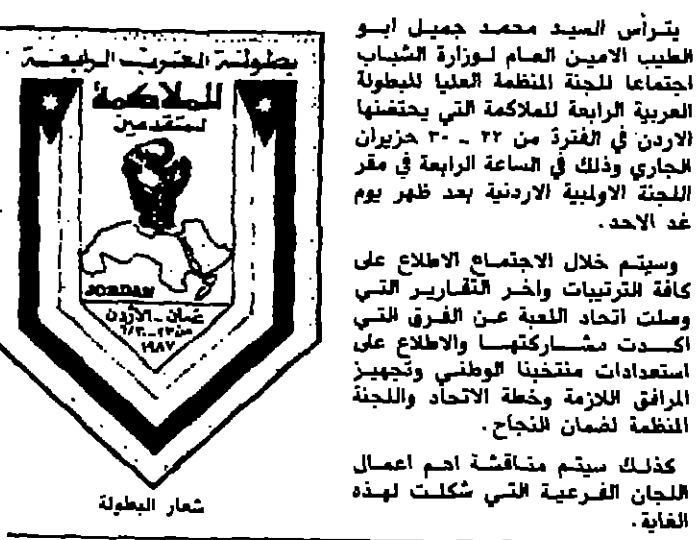 يتراس السيد محمد جميل ابو
الطيب الامين العام لوزارة الشباب
اجتماعا للجنة المنظمة العليا للبطولة
العربية الرابعة للملاكمة التي يحتضنها
الاردن في الفترة من ٢٢ - ٣٠ حزيران
الجاري وذلك في الساعة الرابعة في مقر
اللجنة الاولمبية الاردنية بعد ظهر يوم
غد الاحد .
وسيتم خلال الاجتماع الاطلاع على
كافة الترتيبات واخر التقارير التي
وصلت اتحاد اللعبة عن الفرق التي
اكدت مشاركتها والاطلاع على
استعدادات منتخبنا الوطني وتجهيز
المرافق اللازمة وخطة الاتحاد واللجنة
المنظمة لضمان النجاح .
كذلك سيتم مناقشة اهم اعمال
اللجان الفرعية التي شكلت لهذه
الغاية .
بطولة العرب الرابعة
للملاكمة
للمتقدمين
JORDAN
عمان - الأردن
من ٢٣-٦/٣٠
١٩٨٧
شعار البطولة